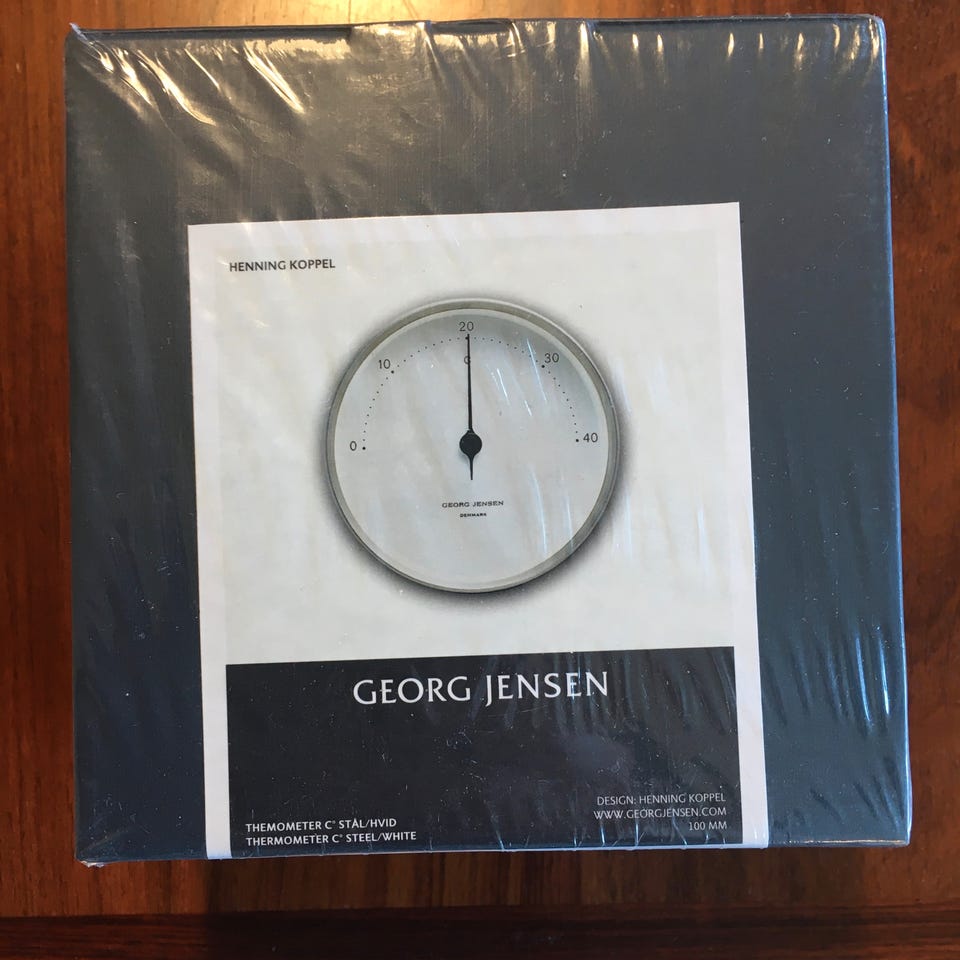 HENNING KOPPEL
20
10
C
30
0
40
GEORG JENSEN
DENMARK
GEORG JENSEN
THEMOMETER C° STÅL/HVID
THERMOMETER C° STEEL/WHITE
DESIGN: HENNING KOPPEL
WWW.GEORGJENSEN.COM
100 MM